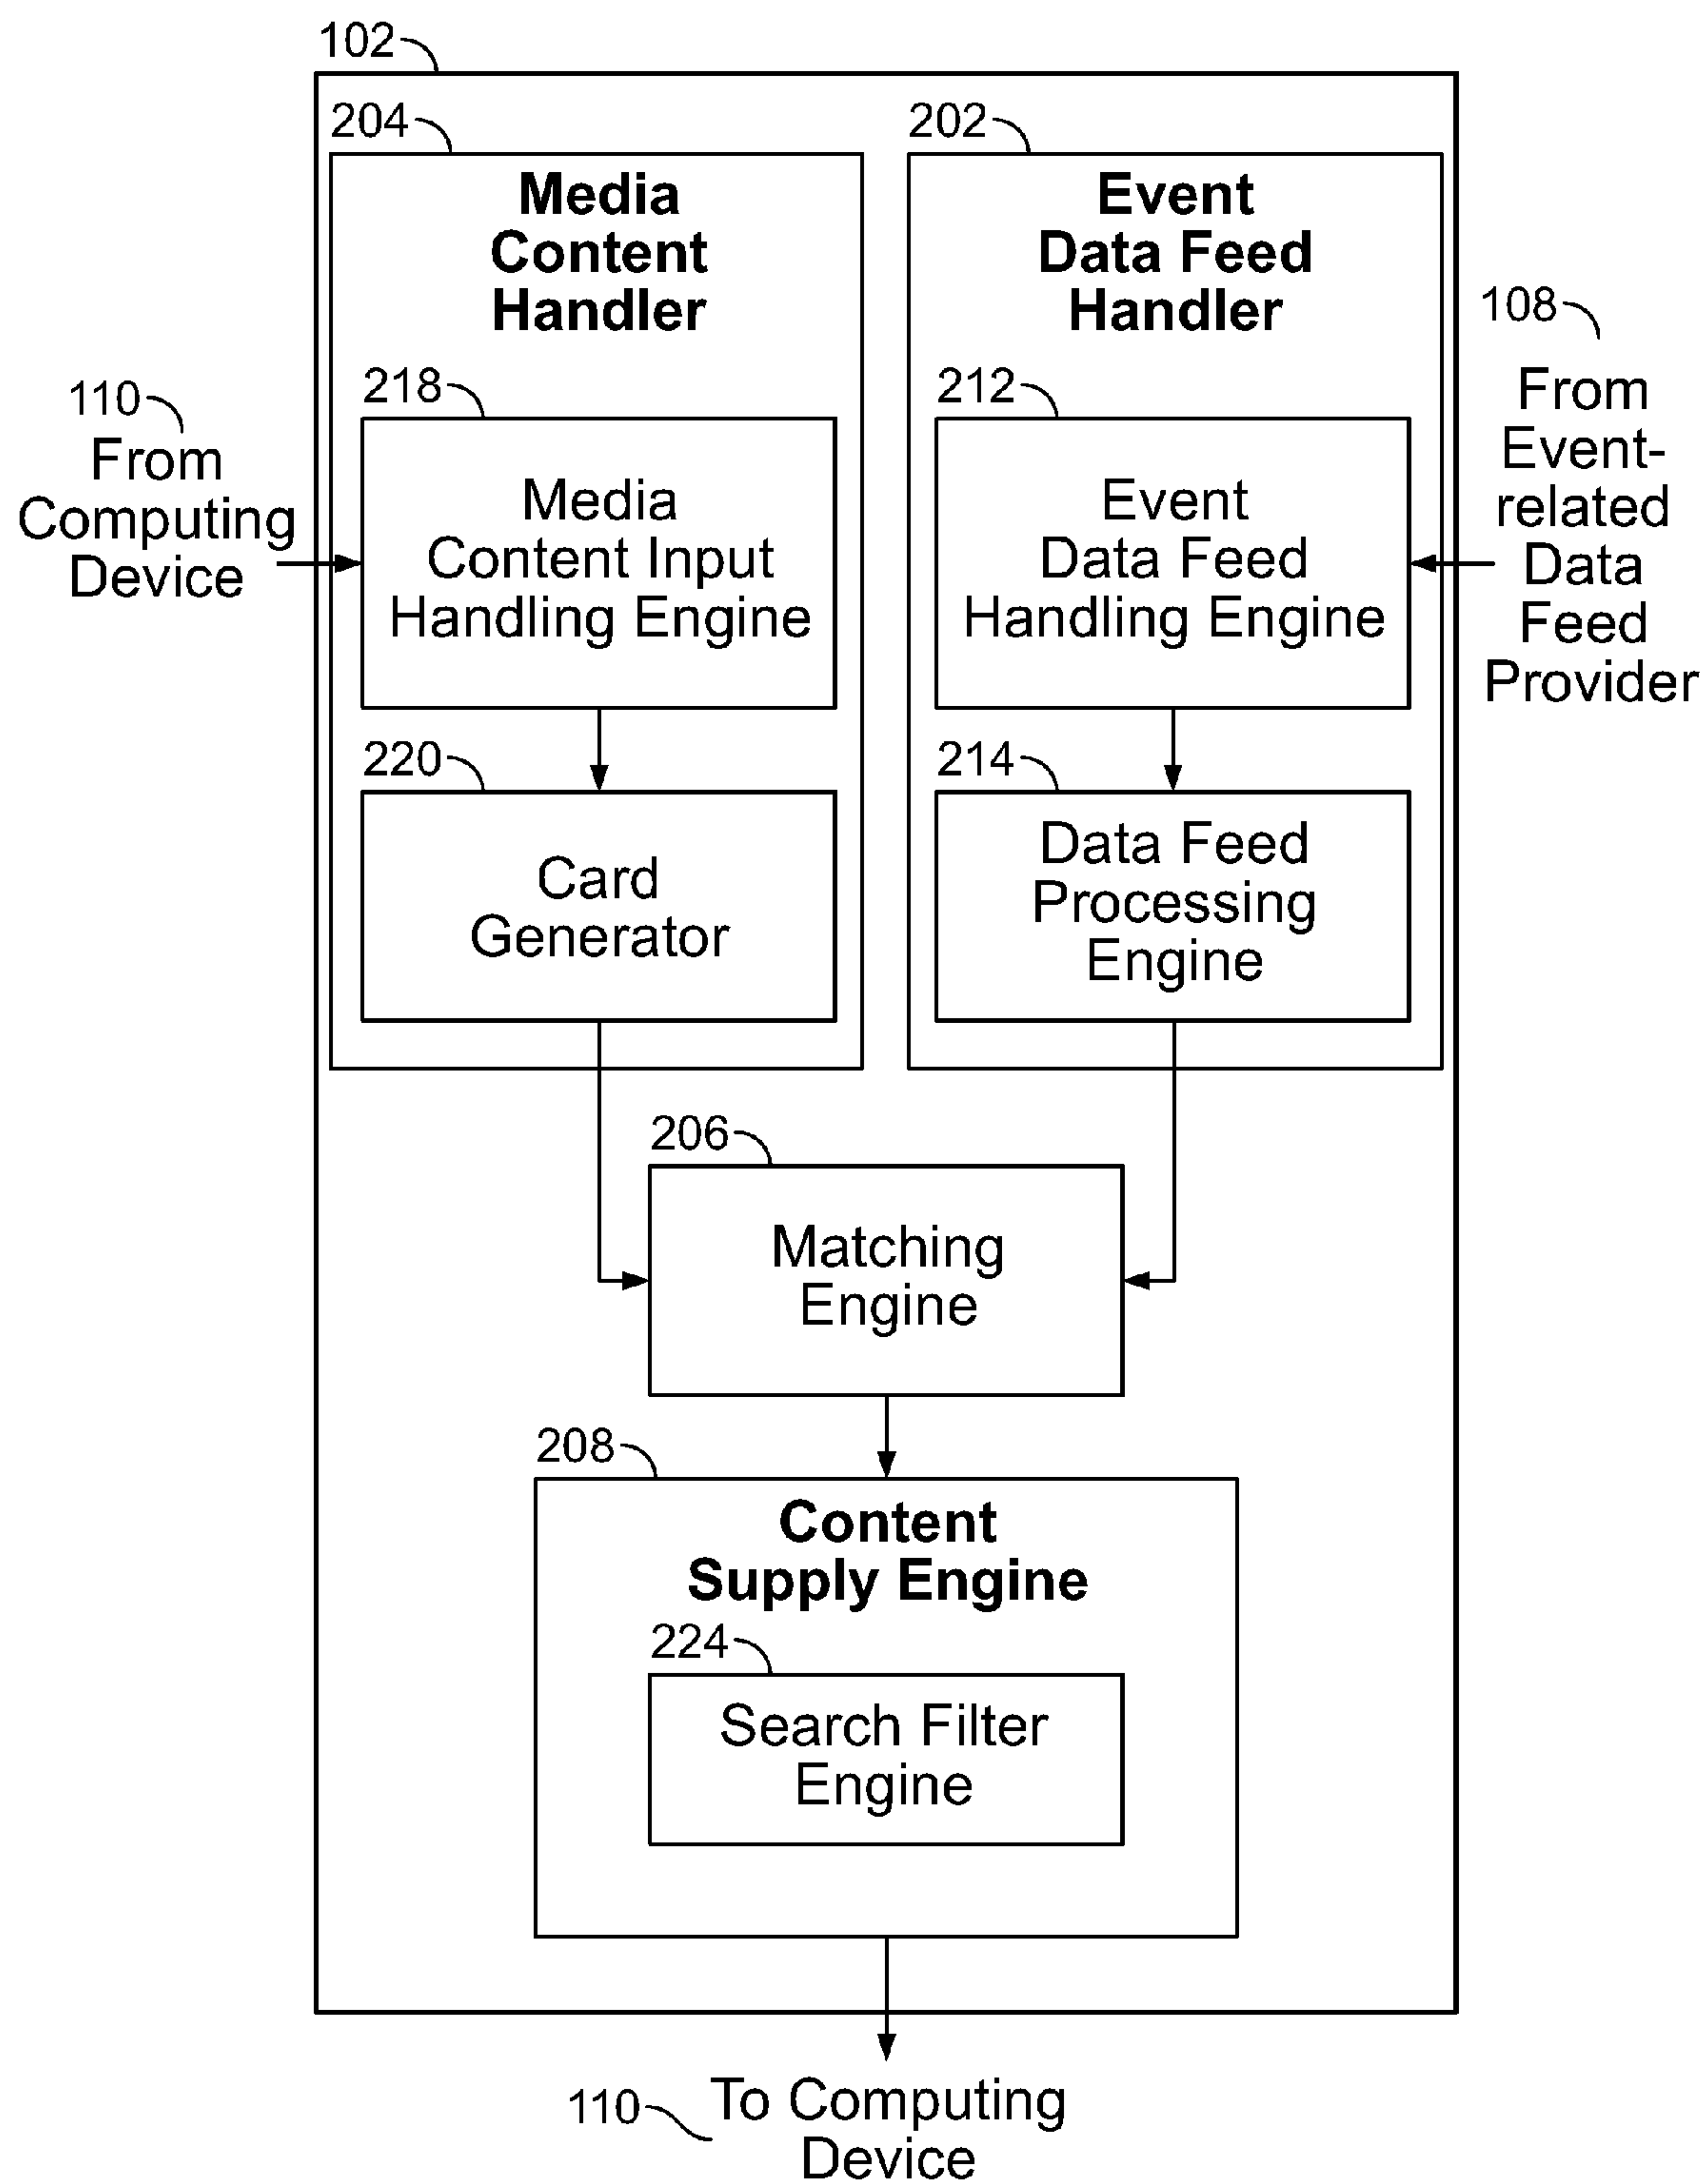 102
204
Media
Content
Handler
218
Media
Content Input
Handling Engine
220
Card
Generator
202
Event
Data Feed
Handler
212
Event
Data Feed
Handling Engine
214
Data Feed
Processing
Engine
110
From
Computing
Device
108
From
Event-
related
Data
Feed
Provider
206
Matching
Engine
208
Content
Supply Engine
224
Search Filter
Engine
110
To Computing
Device